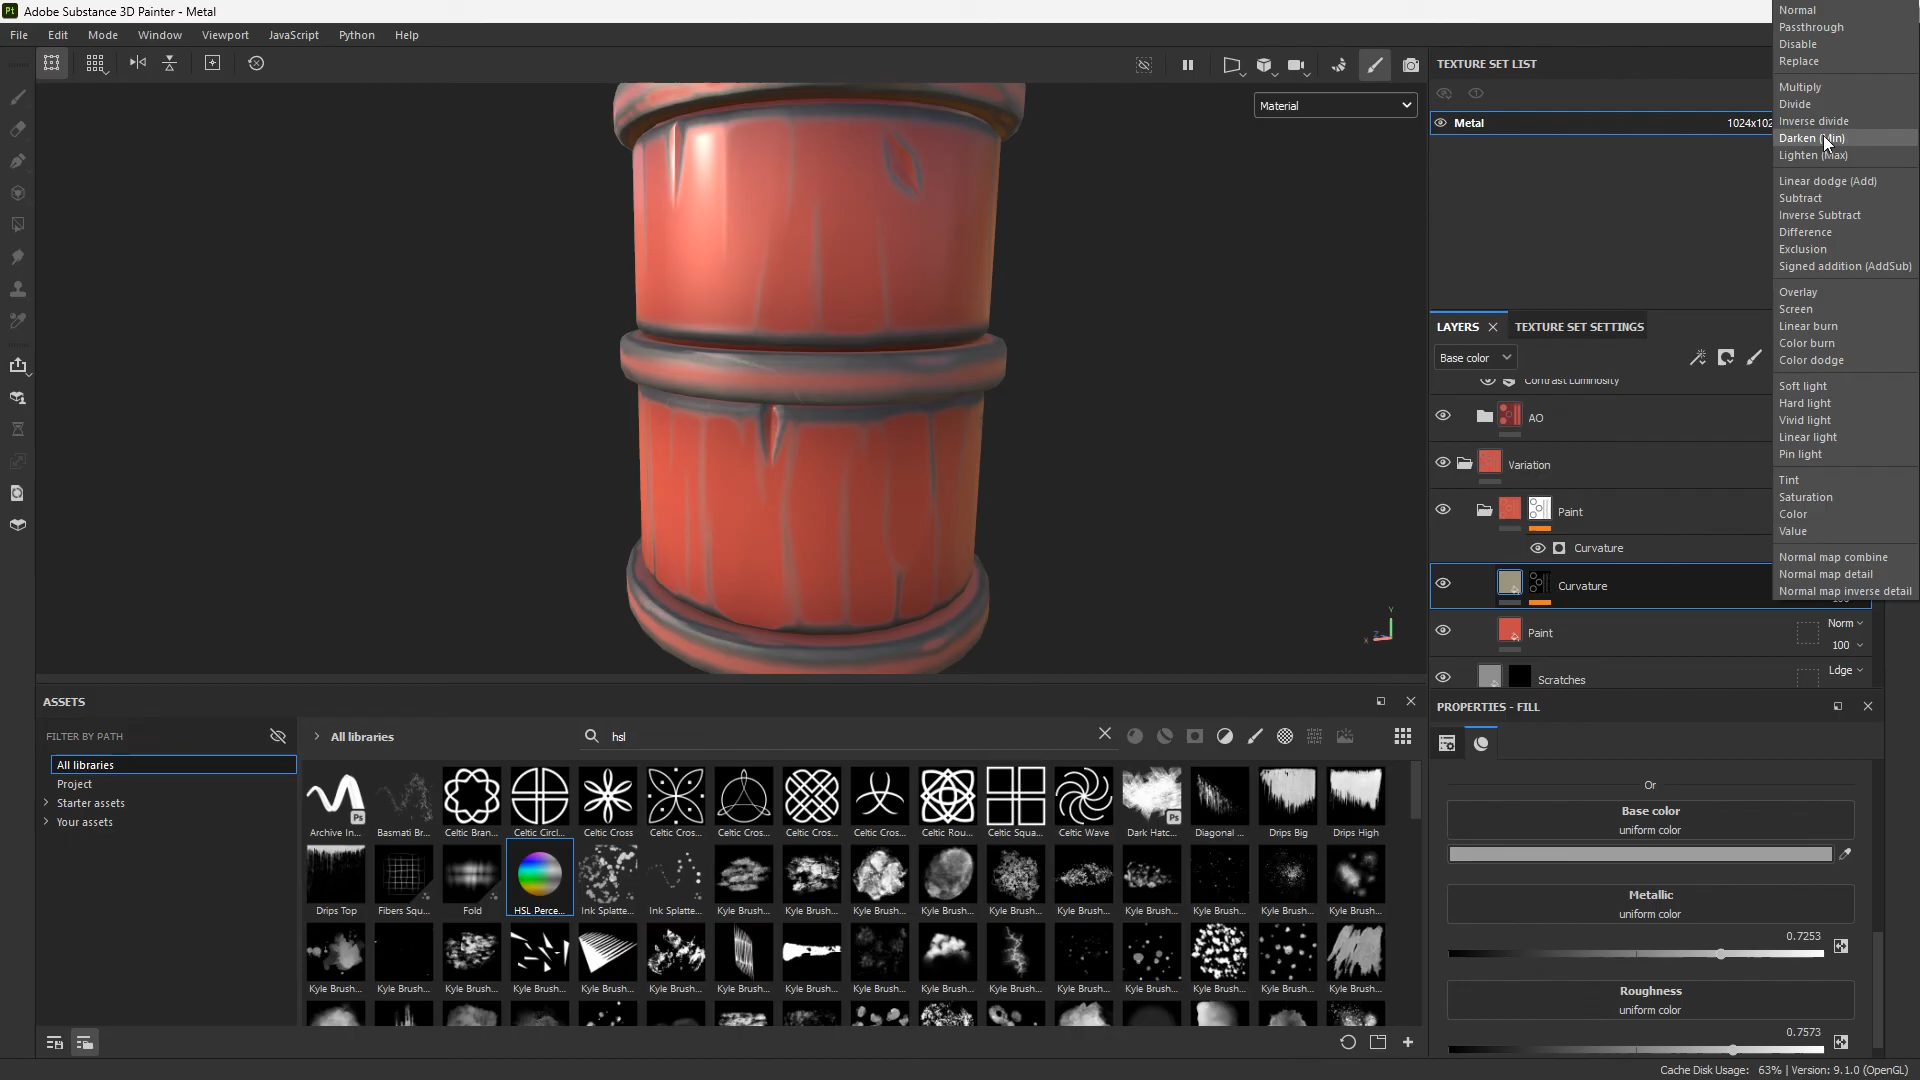 Adobe Substance 3D Painter - Metal
File Edit Mode Window Viewport JavaScript Python Help
Material
TEXTURE SET LIST
Metal 1024x102
Normal
Passthrough
Disable
Replace
Multiply
Divide
Inverse divide
Darken (Min)
Lighten (Max)
Linear dodge (Add)
Subtract
Inverse Subtract
Difference
Exclusion
Signed addition (AddSub)
Overlay
Screen
Linear burn
Color burn
Color dodge
Soft light
Hard light
Vivid light
Linear light
Pin light
Tint
Saturation
Color
Value
Normal map combine
Normal map detail
Normal map inverse detail
LAYERS TEXTURE SET SETTINGS
Base color
Contrast Luminosity
AO
Variation
Paint
Curvature
Curvature
Paint Norm
100
Scratches Ldge
PROPERTIES - FILL
Or
Base color
uniform color
Metallic
uniform color
0.7253
Roughness
uniform color
0.7573
ASSETS
FILTER BY PATH
All libraries
Project
Starter assets
Your assets
All libraries hsl
Archive In... Basmati Br... Celtic Bran... Celtic Circl... Celtic Cross Celtic Cros... Celtic Cros... Celtic Cros... Celtic Cros... Celtic Rou... Celtic Squa... Celtic Wave Dark Hatc... Diagonal ... Drips Big Drips High
Drips Top Fibers Squ... Fold HSL Perce... Ink Splatte... Ink Splatte... Kyle Brush... Kyle Brush... Kyle Brush... Kyle Brush... Kyle Brush... Kyle Brush... Kyle Brush... Kyle Brush... Kyle Brush... Kyle Brush...
Kyle Brush... Kyle Brush... Kyle Brush... Kyle Brush... Kyle Brush... Kyle Brush... Kyle Brush... Kyle Brush... Kyle Brush... Kyle Brush... Kyle Brush... Kyle Brush... Kyle Brush... Kyle Brush... Kyle Brush... Kyle Brush...
Cache Disk Usage: 63% | Version: 9.1.0 (OpenGL)